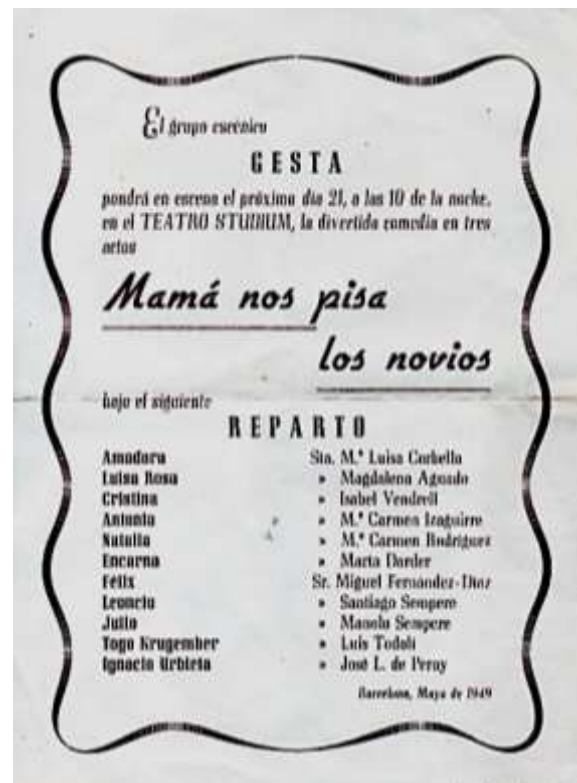 El grupo escénico
GESTA
pondrá en escena el próximo día 21, a las 10 de la noche,
en el TEATRO STUDIUM, la divertida comedia en tres
actos
Mamá nos pisa
los novios
bajo el siguiente
REPARTO
Amadora Sta. M.ª Luisa Corbella
Luisa Rosa » Magdalena Aguado
Cristina » Isabel Vendrell
Antonia » M.ª Carmen Izaguirre
Natalia » M.ª Carmen Rodríguez
Encarna » Marta Darder
Félix Sr. Miguel Fernández-Díaz
Leoncio » Santiago Sempere
Julio » Manolo Sempere
Togo Krugember » Luis Todolí
Ignacio Urbieta » José L. de Peray
Barcelona, Mayo de 1949